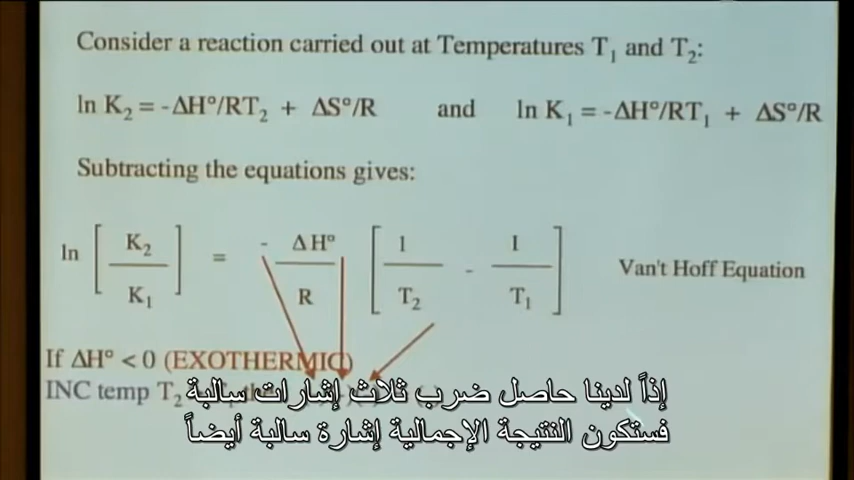 Consider a reaction carried out at Temperatures T₁ and T₂:
ln K₂ = -ΔH°/RT₂ + ΔS°/R and ln K₁ = -ΔH°/RT₁ + ΔS°/R
Subtracting the equations gives:
ln [ K₂ / K₁ ] = - ΔH° / R [ 1 / T₂ - 1 / T₁ ] Van't Hoff Equation
If ΔH° < 0 (EXOTHERMIC)
INC temp T₂
إذاً لدينا حاصل ضرب ثلاث إشارات سالبة
فستكون النتيجة الإجمالية إشارة سالبة أيضاً